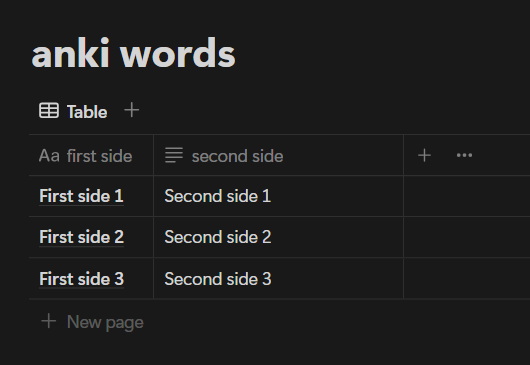 anki words
Table
Aa first side second side
First side 1 Second side 1
First side 2 Second side 2
First side 3 Second side 3
New page